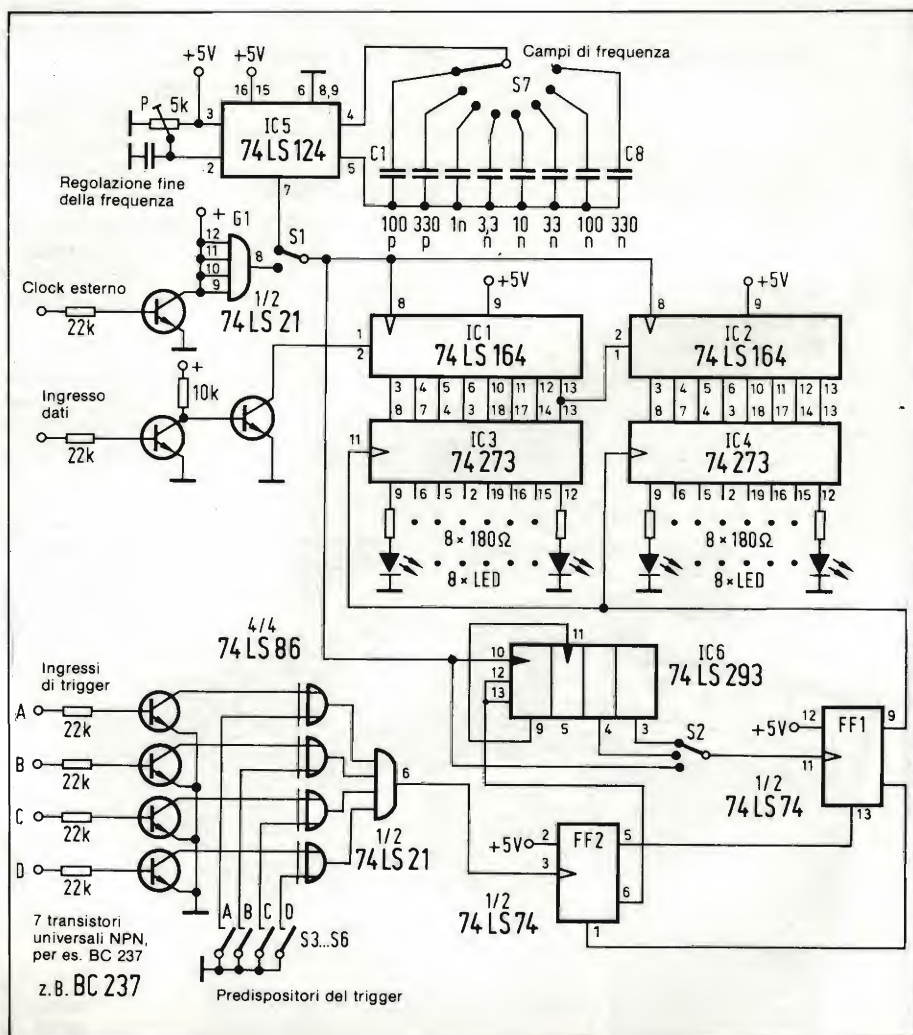 +5V +5V
16 15 6 8,9
P 5k 3 4
IC5
74LS124
2 5
7
Regolazione fine
della frequenza
Campi di frequenza
S7
C1 C8
100p 330p 1n 3,3n 10n 33n 100n 330n
+ G1
12
11
10
9
8
S1
1/2
74LS21
Clock esterno
22k
+
10k
Ingresso
dati
22k
8 9 +5V
1
2
IC1
74LS164
3 4 5 6 10 11 12 13
8 7 4 3 18 17 14 13
11
IC3
74273
9 6 5 2 19 16 15 12
8×180Ω
8×LED
8 9 +5V
2
1
IC2
74LS164
3 4 5 6 10 11 12 13
8 7 4 3 18 17 14 13
11
IC4
74273
9 6 5 2 19 16 15 12
8×180Ω
8×LED
4/4
74LS86
Ingressi
di trigger
A 22k
B 22k
C 22k
D 22k
6
1/2
74LS21
A B C D
S3...S6
Predispositori del trigger
7 transistori
universali NPN,
per es. BC 237
z.B. BC 237
11
10
12
13
IC6
74LS293
9 5 4 3
S2
+5V 12
FF1
9
11
13
1/2
74LS74
+5V 2
FF2
5
3
6
1
1/2
74LS74